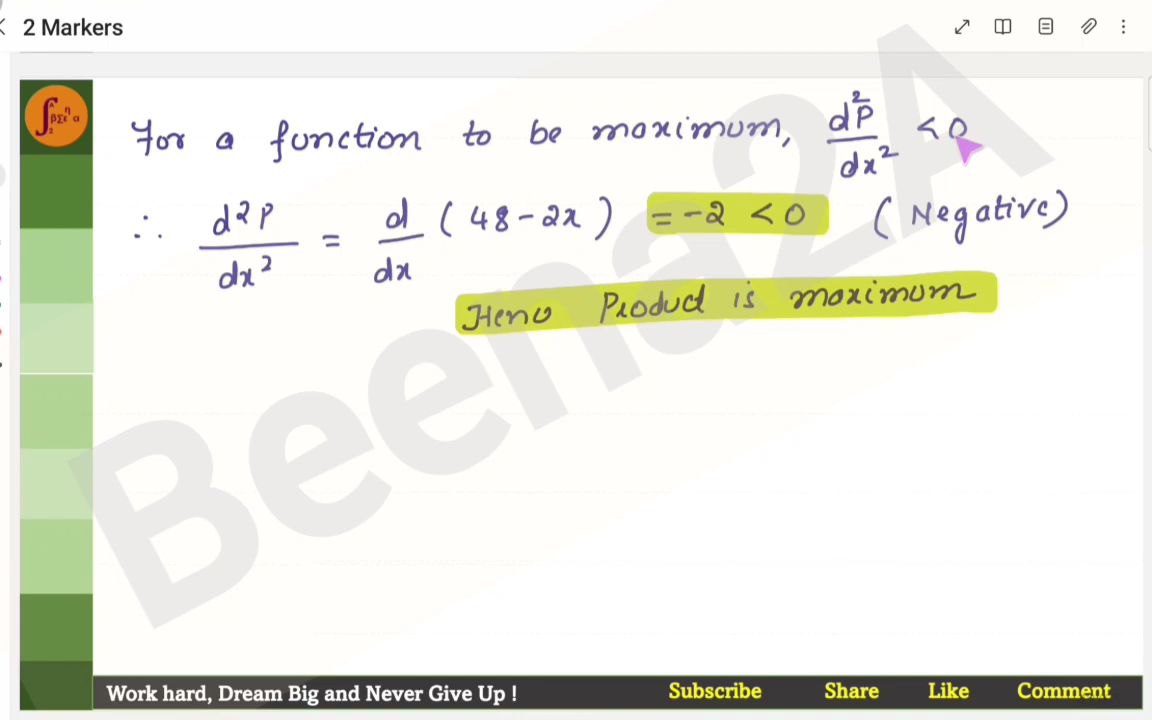 2 Markers
For a function to be maximum, d²P/dx² < 0
∴ d²P/dx² = d/dx (48-2x) = -2 < 0 (Negative)
Product is maximum
Beena2A
Work hard, Dream Big and Never Give Up ! Subscribe Share Like Comment